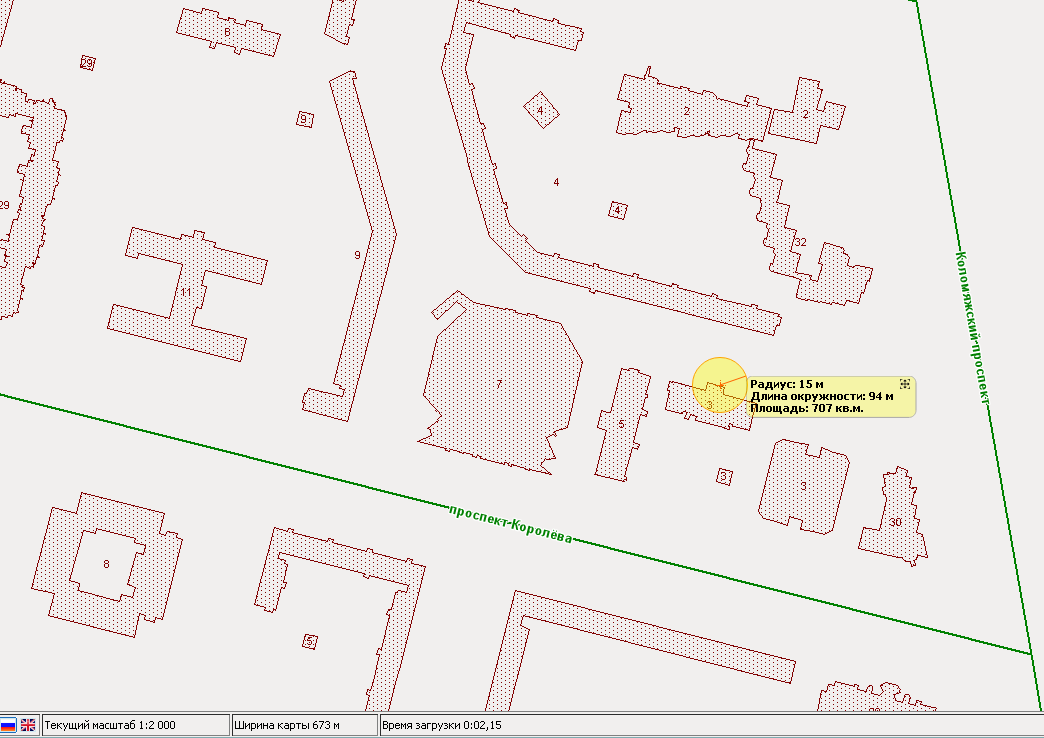 8
29
9
4
2
2
4
4
29
32
9
11
7
Коломяжский проспект
Радиус: 15 м
Длина окружности: 94 м
Площадь: 707 кв.м.
3
5
3
3
30
проспект Королёва
8
5
Текущий масштаб 1:2 000
Ширина карты 673 м
Время загрузки 0:02,15